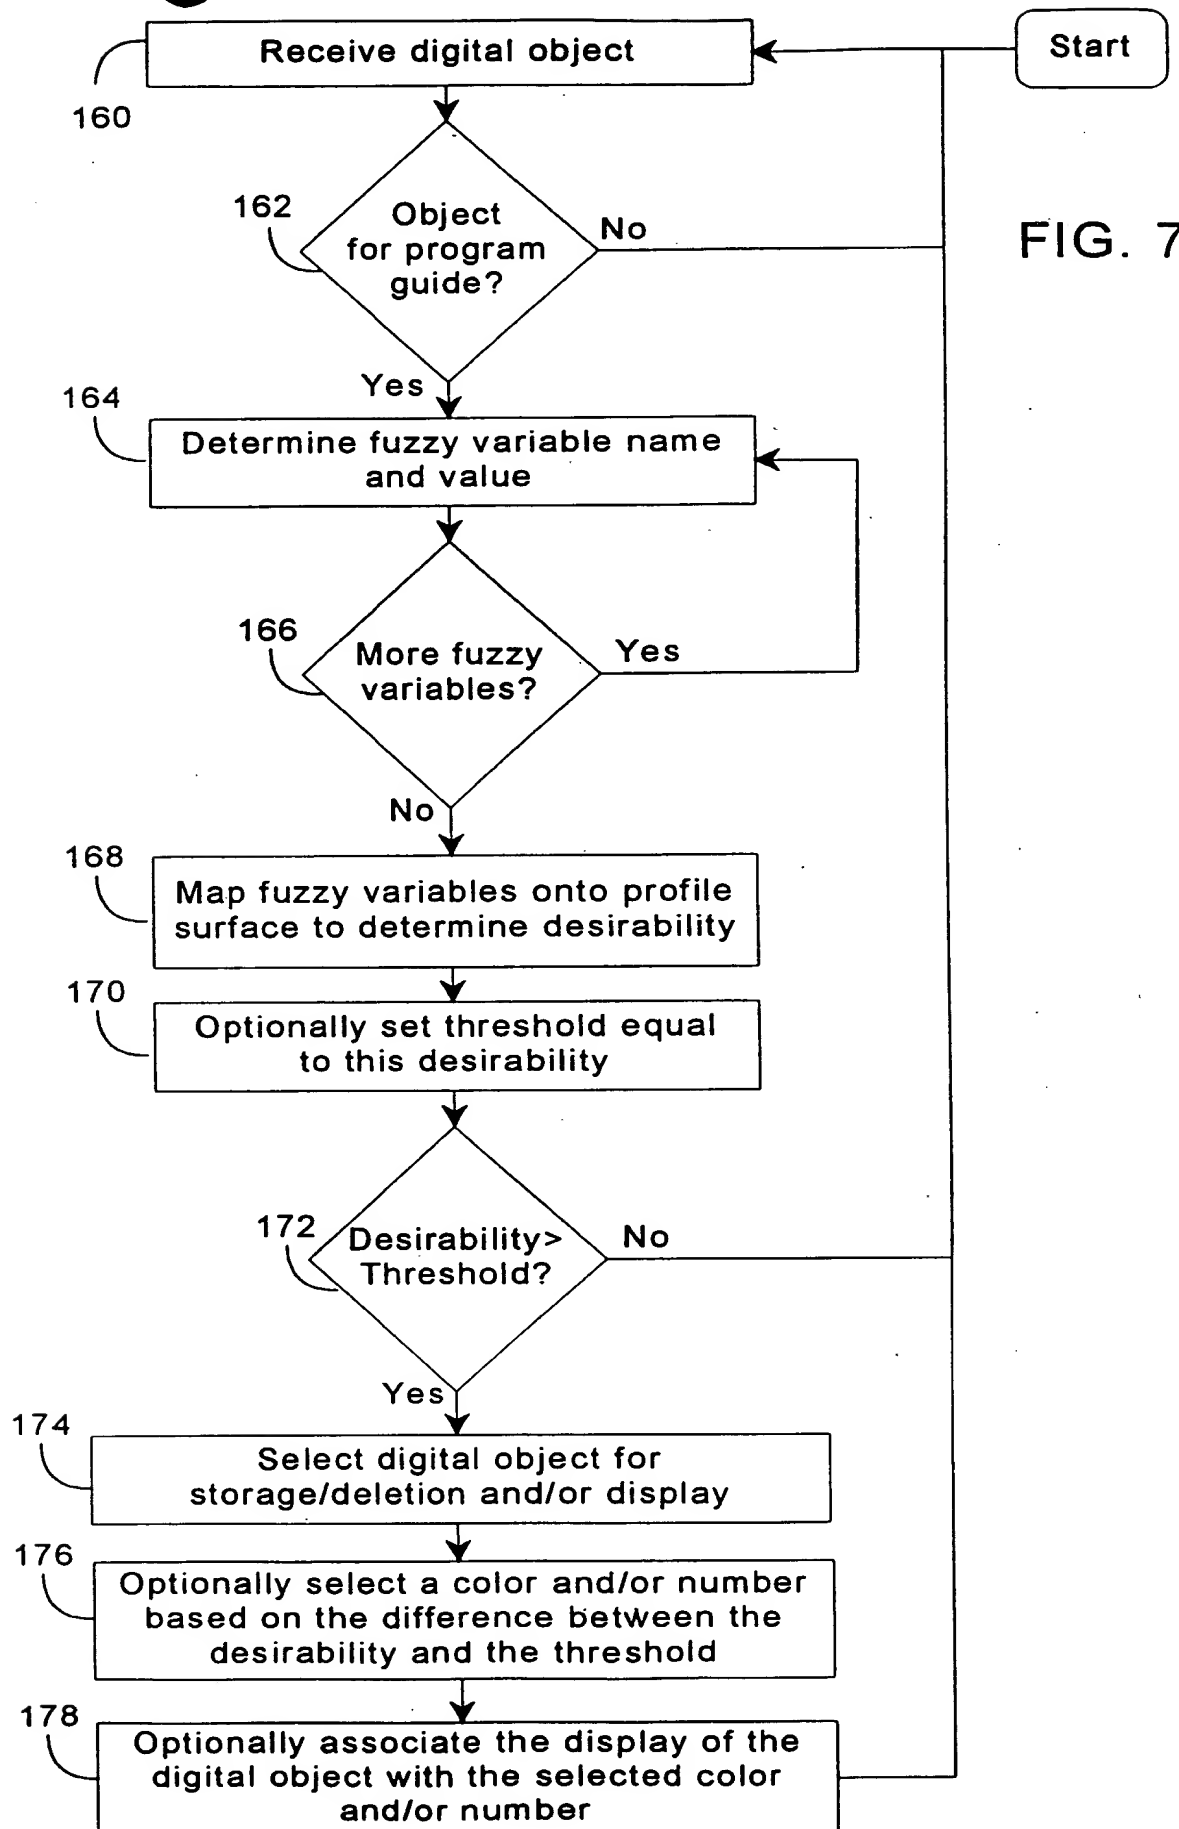 Start
Receive digital object
160
FIG. 7
162
Object
for program
guide?
No
Yes
164
Determine fuzzy variable name
and value
166
More fuzzy
variables?
Yes
No
168
Map fuzzy variables onto profile
surface to determine desirability
170
Optionally set threshold equal
to this desirability
172
Desirability>
Threshold?
No
Yes
174
Select digital object for
storage/deletion and/or display
176
Optionally select a color and/or number
based on the difference between the
desirability and the threshold
178
Optionally associate the display of the
digital object with the selected color
and/or number